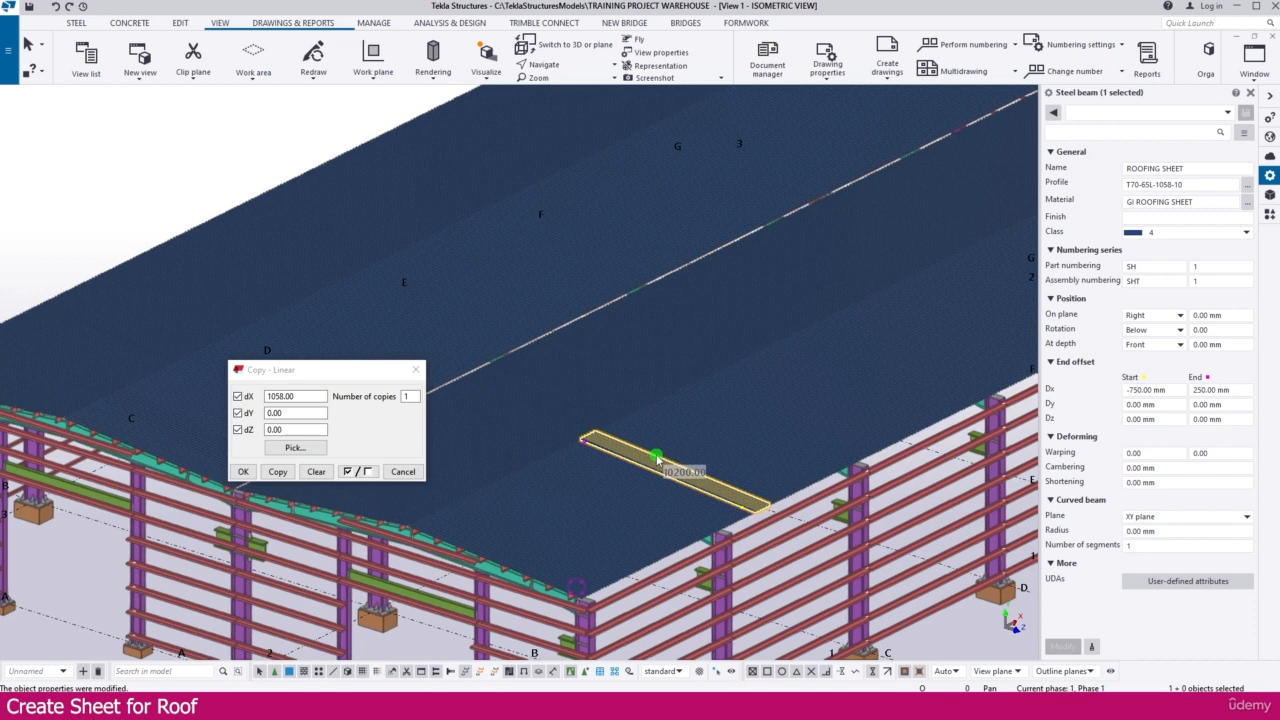 Tekla Structures - C:\TeklaStructuresModels\TRAINING PROJECT WAREHOUSE - [View 1 - ISOMETRIC VIEW]
Log in
STEEL CONCRETE EDIT VIEW DRAWINGS & REPORTS MANAGE ANALYSIS & DESIGN TRIMBLE CONNECT NEW BRIDGE BRIDGES FORMWORK
Quick Launch
View list
New view
Clip plane
Work area
Redraw
Work plane
Rendering
Visualize
Switch to 3D or plane
Navigate
Zoom
Fly
View properties
Representation
Screenshot
Document manager
Drawing properties
Create drawings
Perform numbering
Multidrawing
Numbering settings
Change number
Reports
Orga
Window
Steel beam (1 selected)
General
Name ROOFING SHEET
Profile T70-65L-1058-10
Material GI ROOFING SHEET
Finish
Class 4
Numbering series
Part numbering SH 1
Assembly numbering SHT 1
Position
On plane Right 0.00 mm
Rotation Below 0.00
At depth Front 0.00 mm
End offset
Start End
Dx -750.00 mm 250.00 mm
Dy 0.00 mm 0.00 mm
Dz 0.00 mm 0.00 mm
Deforming
Warping 0.00 0.00
Cambering 0.00 mm
Shortening 0.00 mm
Curved beam
Plane XY plane
Radius 0.00 mm
Number of segments 1
More
UDAs User-defined attributes
Modify
G 3
F
E
D
C
G
2
Copy - Linear
dX 1058.00 Number of copies 1
dY 0.00
dZ 0.00
Pick...
OK Copy Clear / Cancel
10200.00
B
3
A
A 2 B 1 C
D
E
1
F
X
Z
Unnamed
Search in model
standard
Auto
View plane
Outline planes
The object properties were modified.
O 0 Pan Current phase: 1, Phase 1 1 + 0 objects selected
Create Sheet for Roof
ûdemy